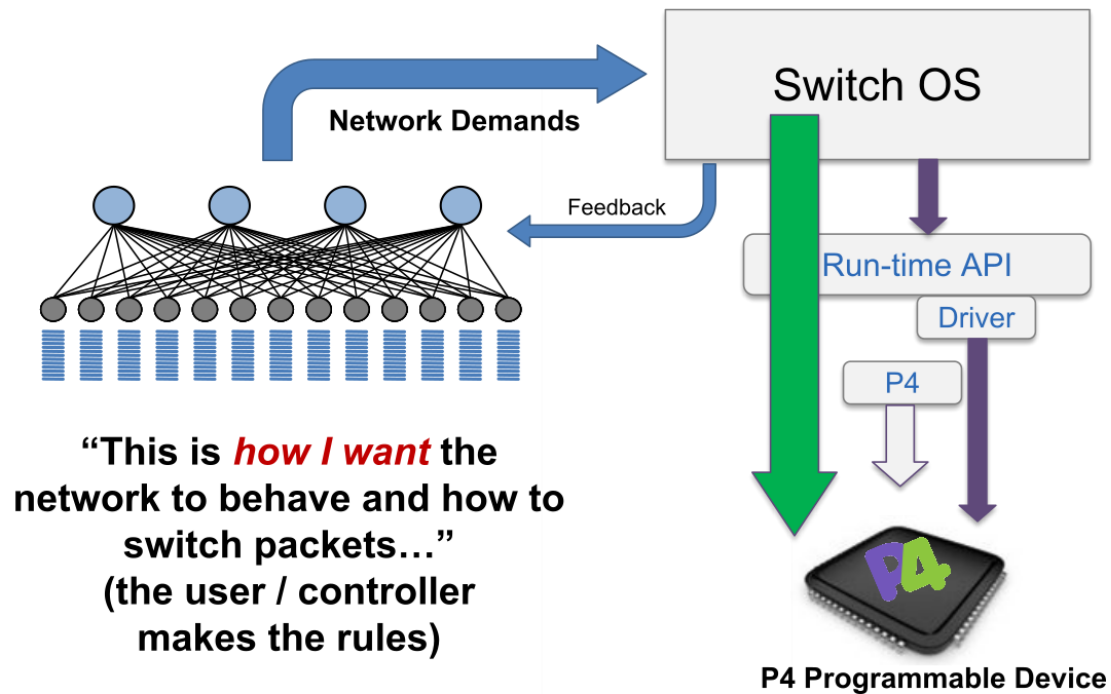 Switch OS
Network Demands
Feedback
Run-time API
Driver
P4
“This is how I want the
network to behave and how to
switch packets…”
(the user / controller
makes the rules)
P4
P4 Programmable Device